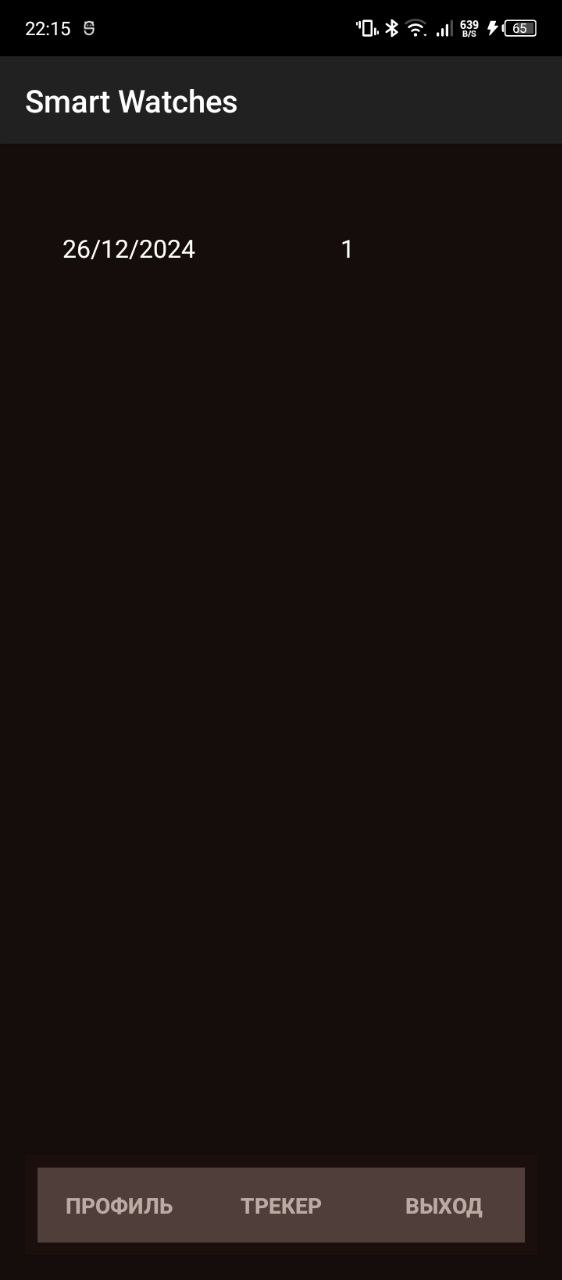 22:15 639 B/S 65
Smart Watches
26/12/2024 1
ПРОФИЛЬ ТРЕКЕР ВЫХОД